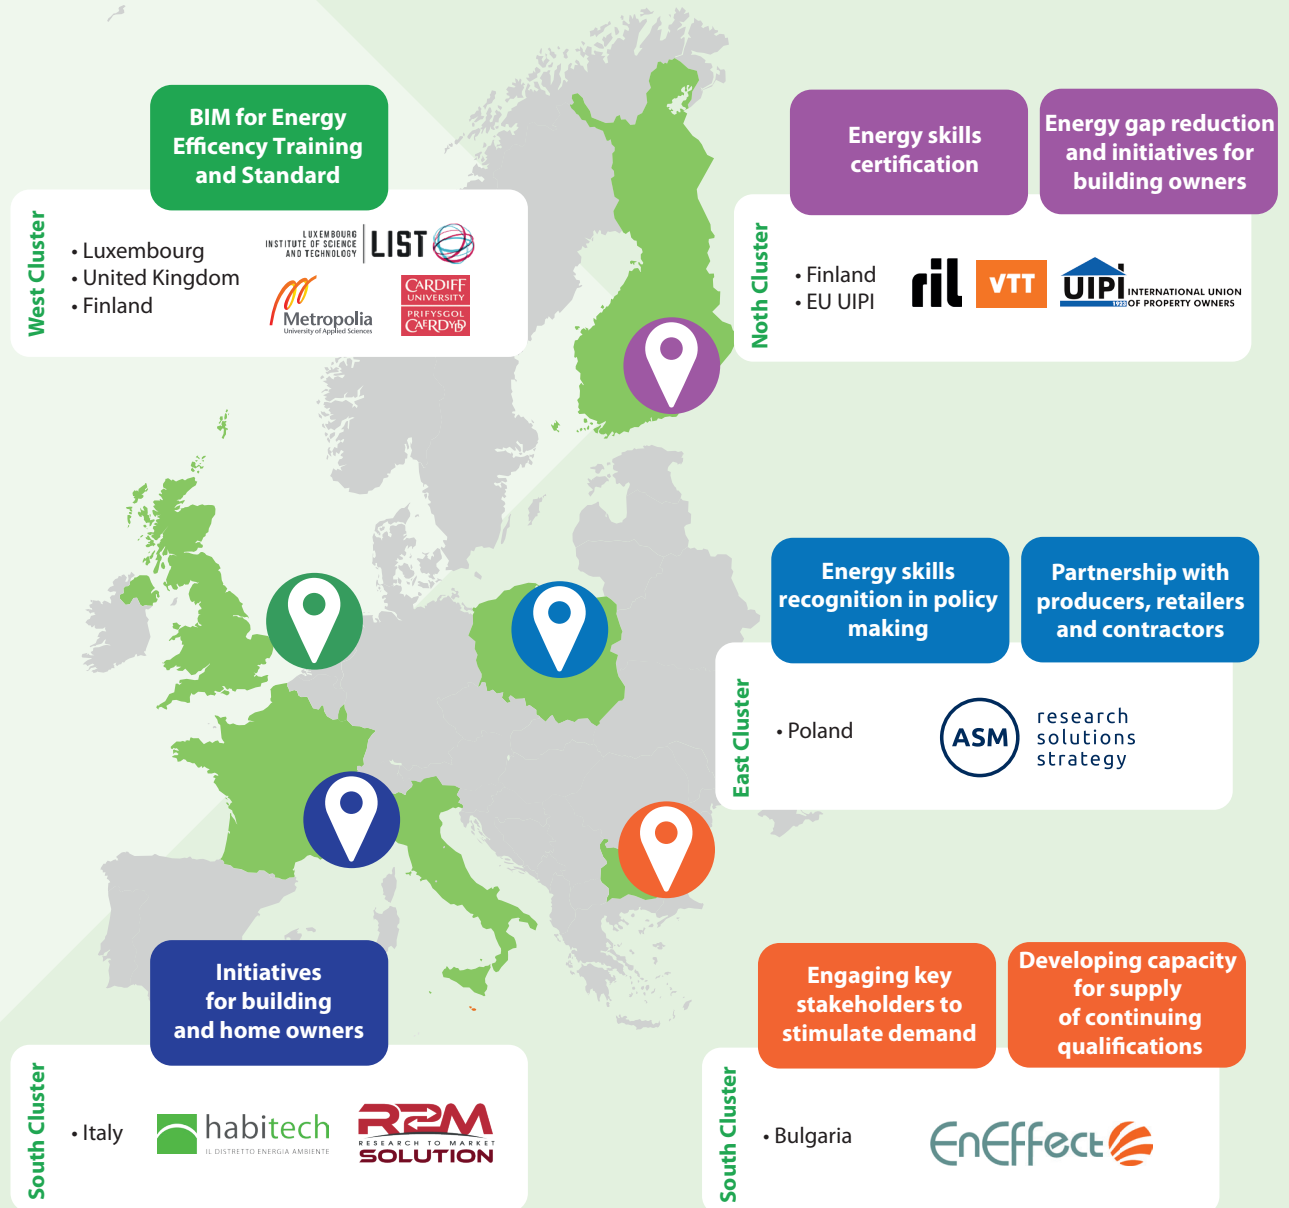 BIM for Energy
Efficency Training
and Standard
West Cluster
• Luxembourg
• United Kingdom
• Finland
LUXEMBOURG
INSTITUTE OF SCIENCE
AND TECHNOLOGY
LIST
Metropolia
University of Applied Sciences
CARDIFF
UNIVERSITY
PRIFYSGOL
CAERDYDD
Energy skills
certification
Energy gap reduction
and initiatives for
building owners
Noth Cluster
• Finland
• EU UIPI
ril
VTT
UIPI
1923
INTERNATIONAL UNION
OF PROPERTY OWNERS
Energy skills
recognition in policy
making
Partnership with
producers, retailers
and contractors
East Cluster
• Poland
ASM
research
solutions
strategy
Initiatives
for building
and home owners
South Cluster
• Italy
habitech
IL DISTRETTO ENERGIA AMBIENTE
R2M
RESEARCH TO MARKET
SOLUTION
Engaging key
stakeholders to
stimulate demand
Developing capacity
for supply
of continuing
qualifications
South Cluster
• Bulgaria
EnEffect